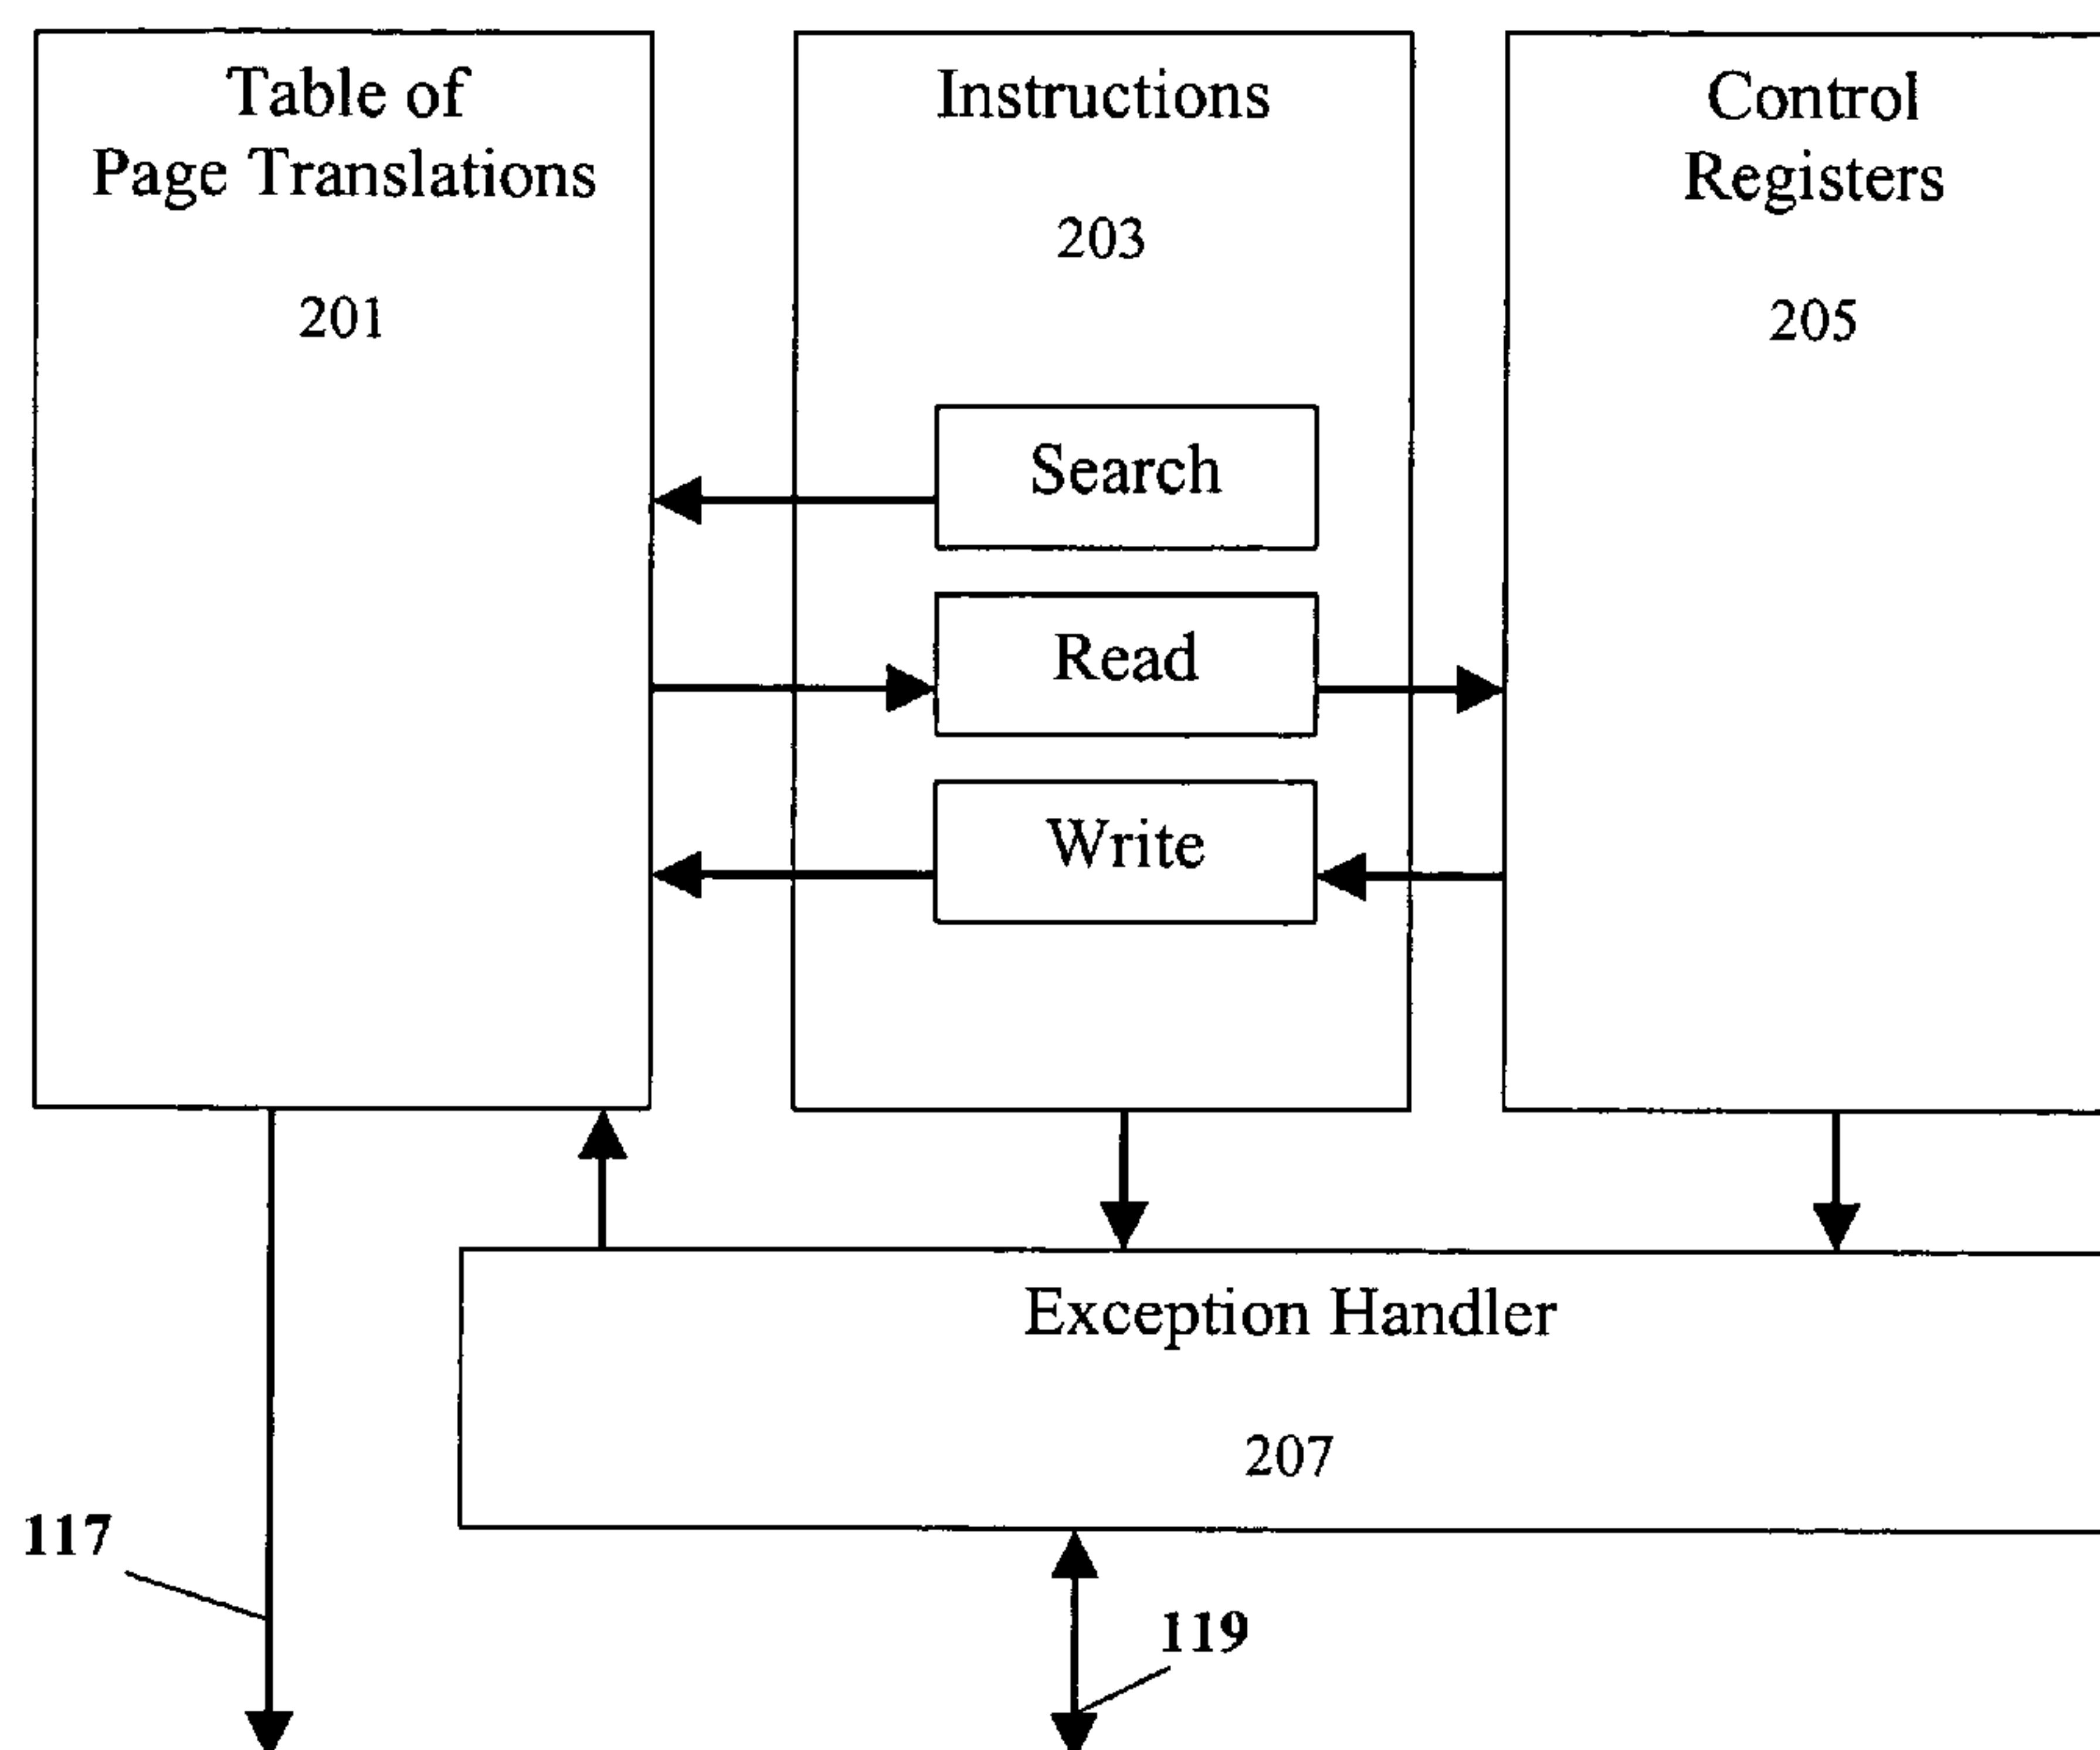 Table of
Page Translations
201
Instructions
203
Search
Read
Write
Control
Registers
205
Exception Handler
207
117
119